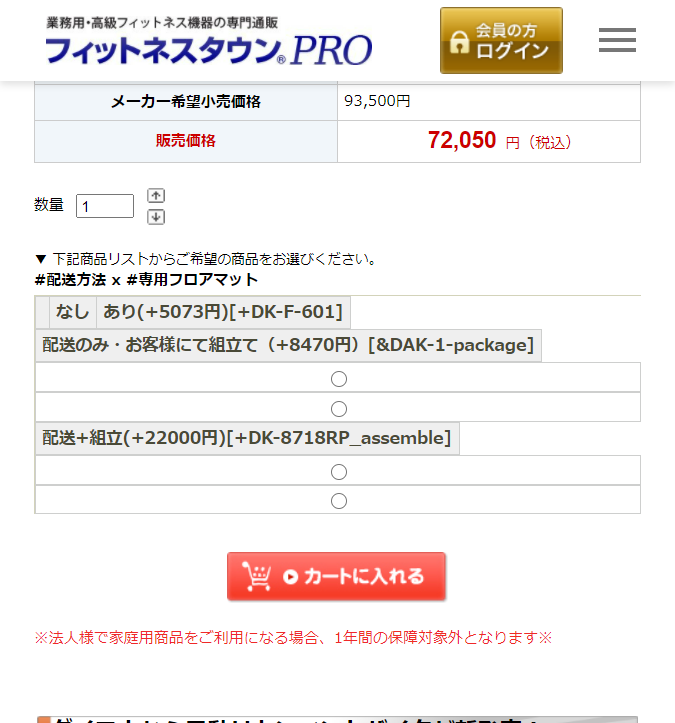 業務用・高級フィットネス機器の専門通販
フィットネスタウン®PRO
会員の方
ログイン
メーカー希望小売価格 93,500円
販売価格 72,050 円（税込）
数量 1
▼ 下記商品リストからご希望の商品をお選びください。
#配送方法 x #専用フロアマット
なし あり(+5073円)[+DK-F-601]
配送のみ・お客様にて組立て（+8470円）[&DAK-1-package]
配送+組立(+22000円)[+DK-8718RP_assemble]
カートに入れる
※法人様で家庭用商品をご利用になる場合、1年間の保障対象外となります※